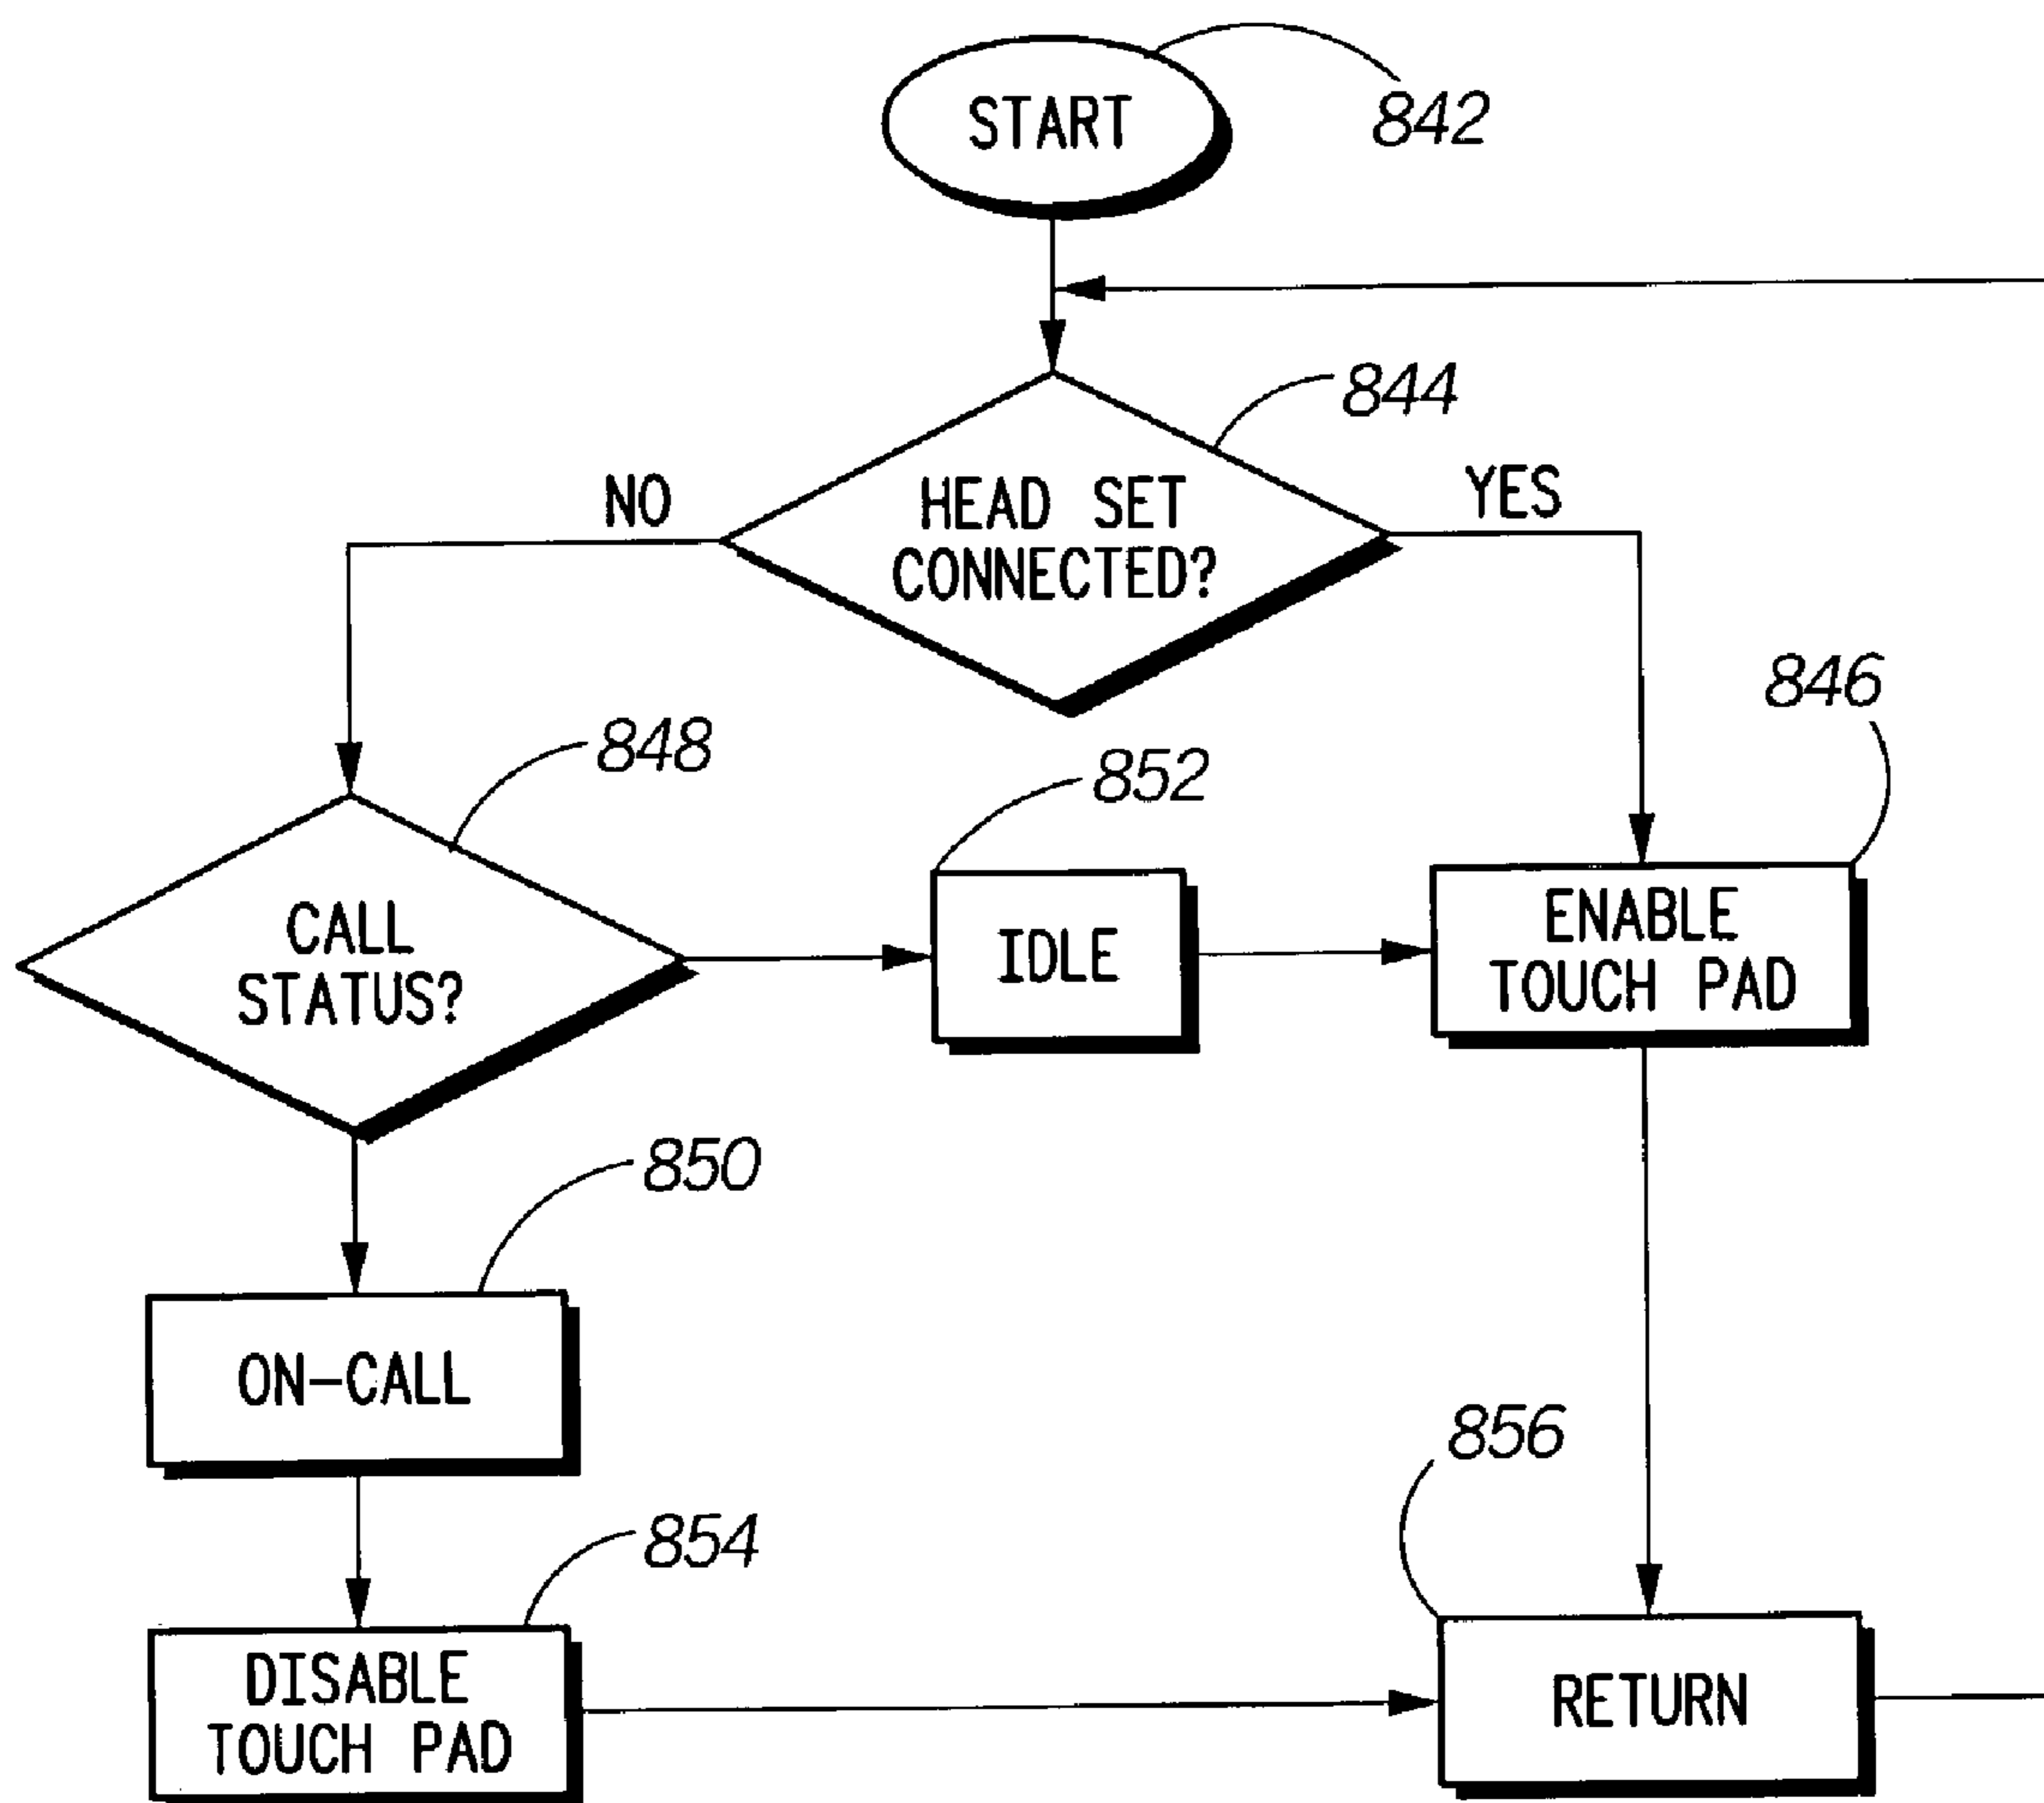 START
842
844
HEAD SET
CONNECTED?
NO
YES
846
848
852
CALL
STATUS?
IDLE
ENABLE
TOUCH PAD
850
ON-CALL
856
854
DISABLE
TOUCH PAD
RETURN